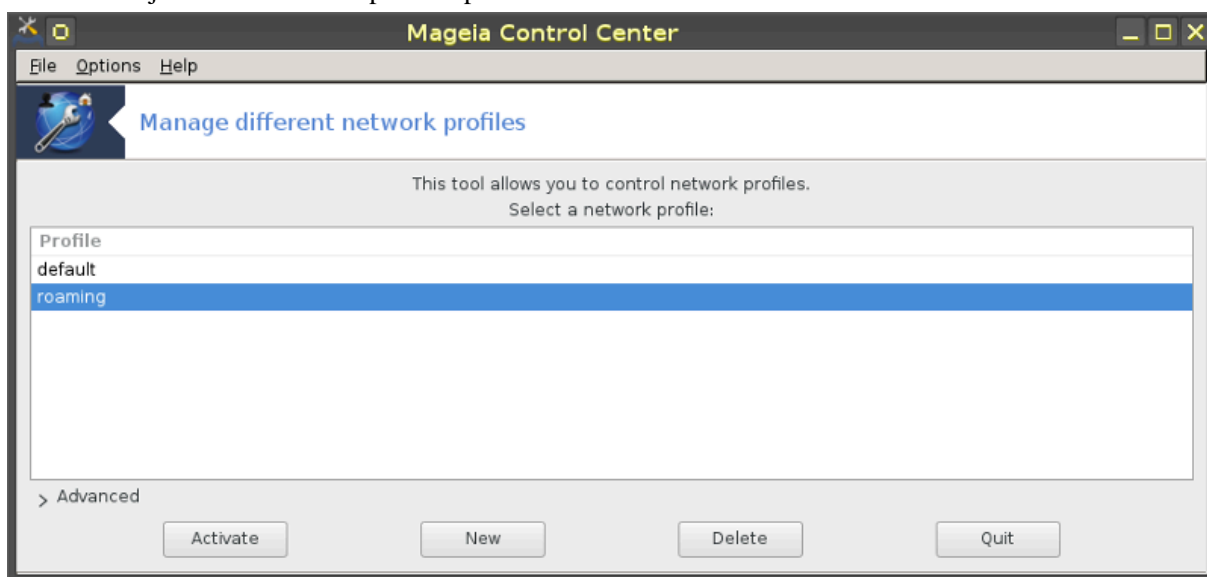 Mageia Control Center
File Options Help
Manage different network profiles
This tool allows you to control network profiles.
Select a network profile:
Profile
default
roaming
Advanced
Activate New Delete Quit